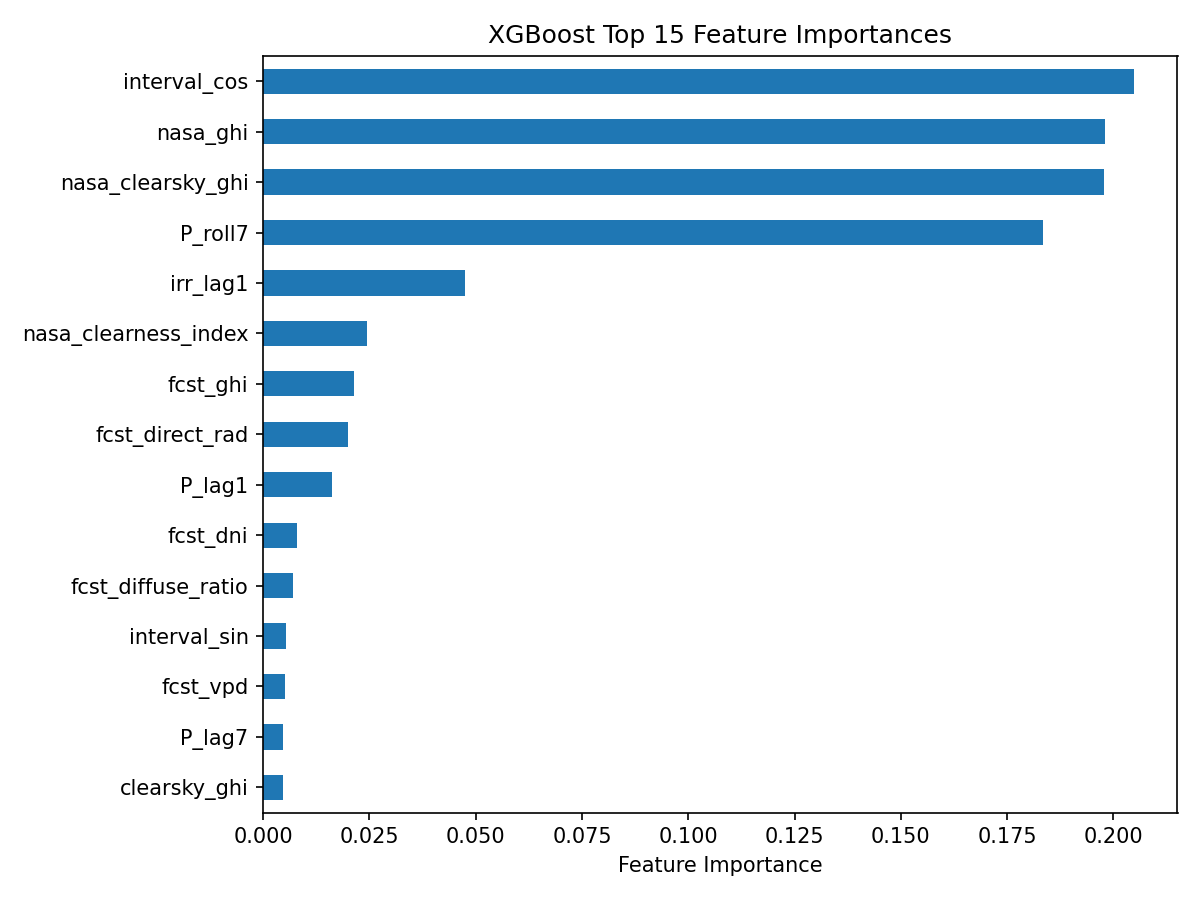 XGBoost Top 15 Feature Importances
interval_cos
nasa_ghi
nasa_clearsky_ghi
P_roll7
irr_lag1
nasa_clearness_index
fcst_ghi
fcst_direct_rad
P_lag1
fcst_dni
fcst_diffuse_ratio
interval_sin
fcst_vpd
P_lag7
clearsky_ghi
0.000 0.025 0.050 0.075 0.100 0.125 0.150 0.175 0.200
Feature Importance